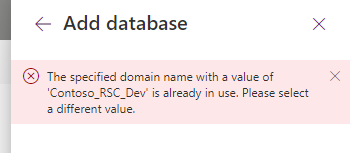 Add database
The specified domain name with a value of
'Contoso_RSC_Dev' is already in use. Please select
a different value.